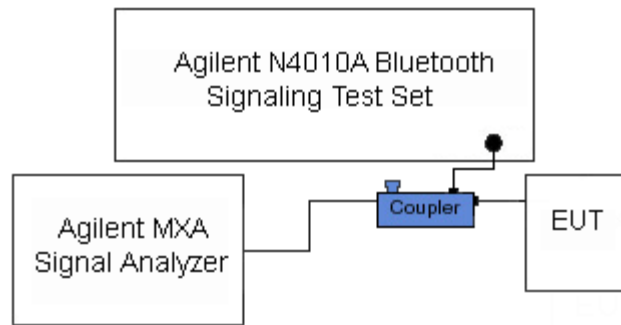 Agilent N4010A Bluetooth
Signaling Test Set
Agilent MXA
Signal Analyzer
Coupler
EUT